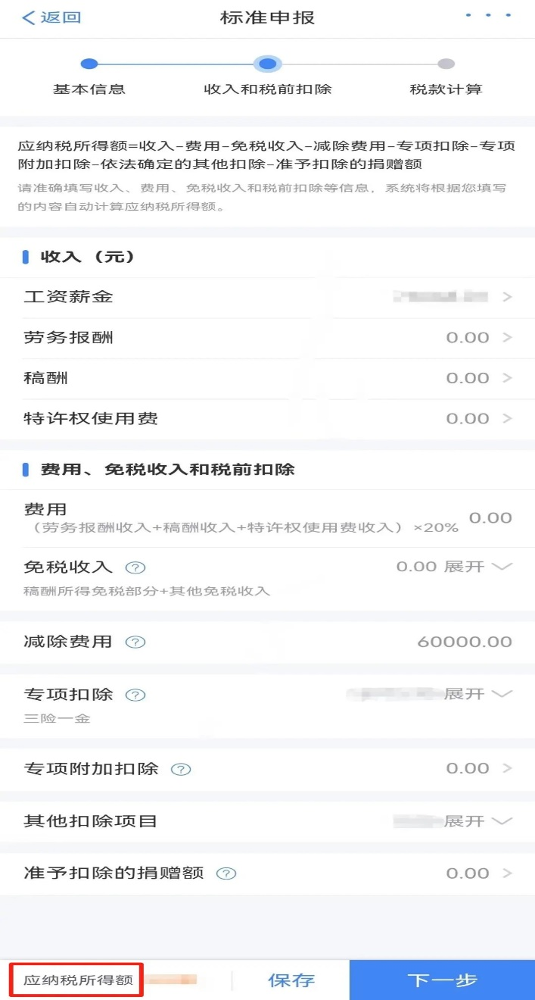 返回
标准申报
基本信息
收入和税前扣除
税款计算
应纳税所得额=收入-费用-免税收入-减除费用-专项扣除-专项
附加扣除-依法确定的其他扣除-准予扣除的捐赠额
请准确填写收入、费用、免税收入和税前扣除等信息，系统将根据您填写
的内容自动计算应纳税所得额。
收入（元）
工资薪金
劳务报酬 0.00
稿酬 0.00
特许权使用费 0.00
费用、免税收入和税前扣除
费用 0.00
（劳务报酬收入+稿酬收入+特许权使用费收入）×20%
免税收入 ? 0.00 展开
稿酬所得免税部分+其他免税收入
减除费用 ? 60000.00
专项扣除 ? 展开
三险一金
专项附加扣除 ? 0.00
其他扣除项目 展开
准予扣除的捐赠额 ? 0.00
应纳税所得额 保存 下一步